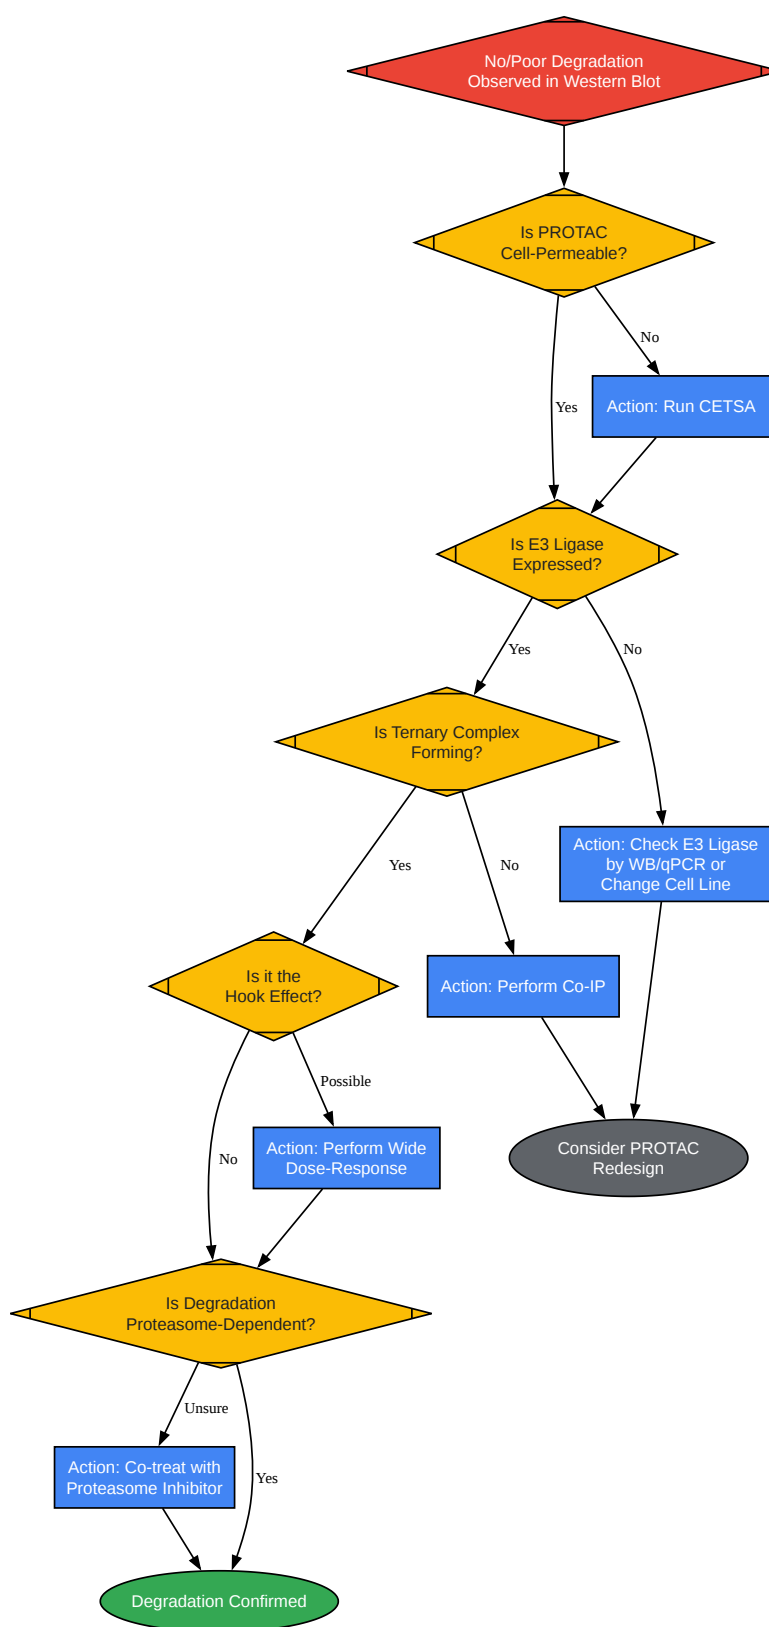 No/Poor Degradation
Observed in Western Blot
Is PROTAC
Cell-Permeable?
No
Action: Run CETSA
Yes
Is E3 Ligase
Expressed?
Yes
No
Is Ternary Complex
Forming?
Action: Check E3 Ligase
by WB/qPCR or
Change Cell Line
Yes
No
Is it the
Hook Effect?
Action: Perform Co-IP
Possible
Action: Perform Wide
Dose-Response
No
Consider PROTAC
Redesign
Is Degradation
Proteasome-Dependent?
Unsure
Action: Co-treat with
Proteasome Inhibitor
Yes
Degradation Confirmed